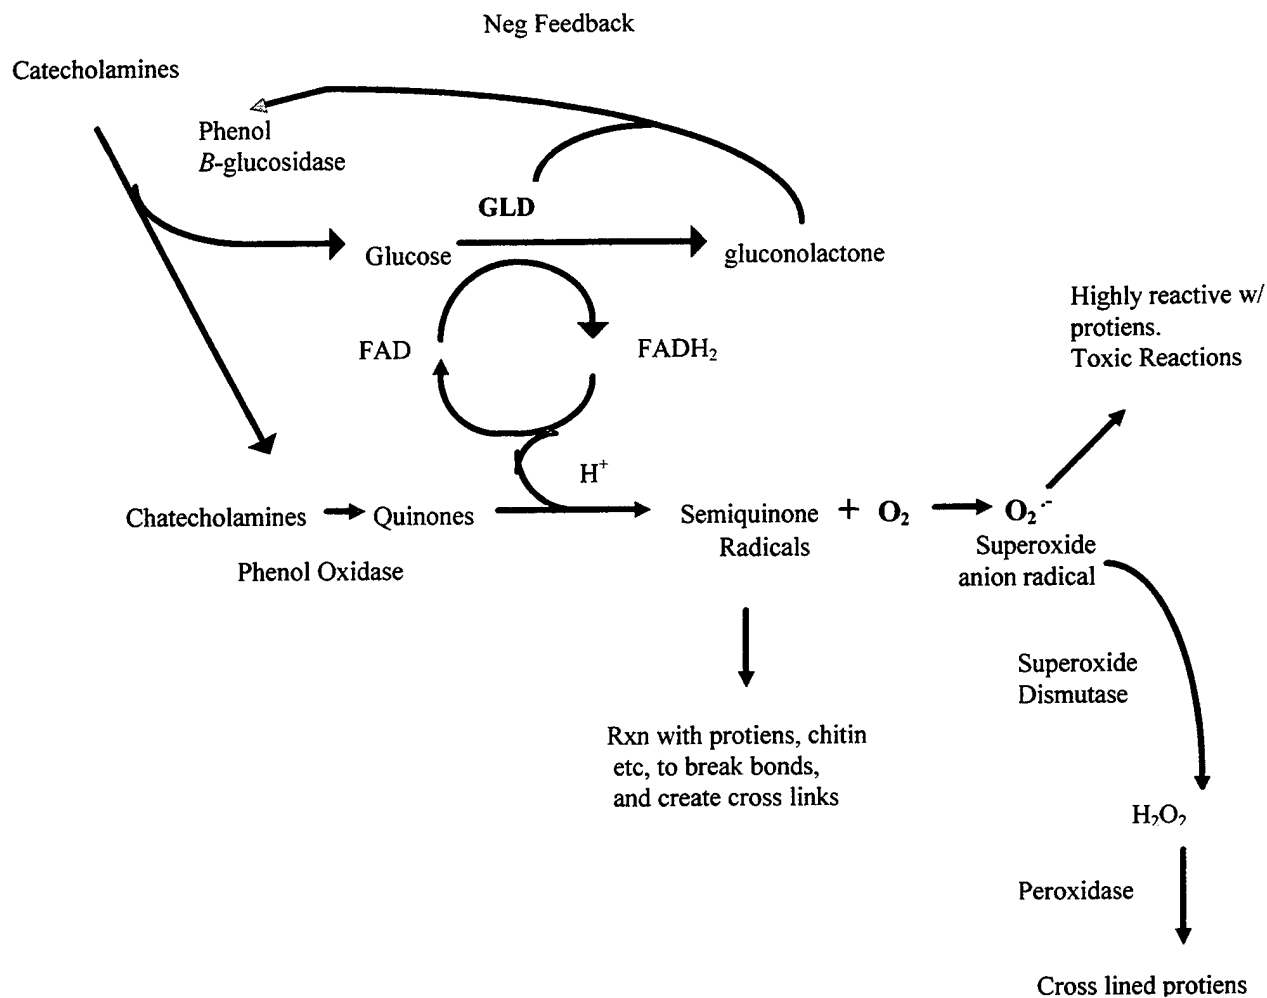 Neg Feedback
Catecholamines
Phenol
B-glucosidase
GLD
Glucose
gluconolactone
Highly reactive w/
protiens.
Toxic Reactions
FAD
FADH₂
H⁺
Chatecholamines
Quinones
Semiquinone
Radicals
+ O₂
O₂·⁻
Superoxide
anion radical
Phenol Oxidase
Superoxide
Dismutase
Rxn with protiens, chitin
etc, to break bonds,
and create cross links
H₂O₂
Peroxidase
Cross lined protiens